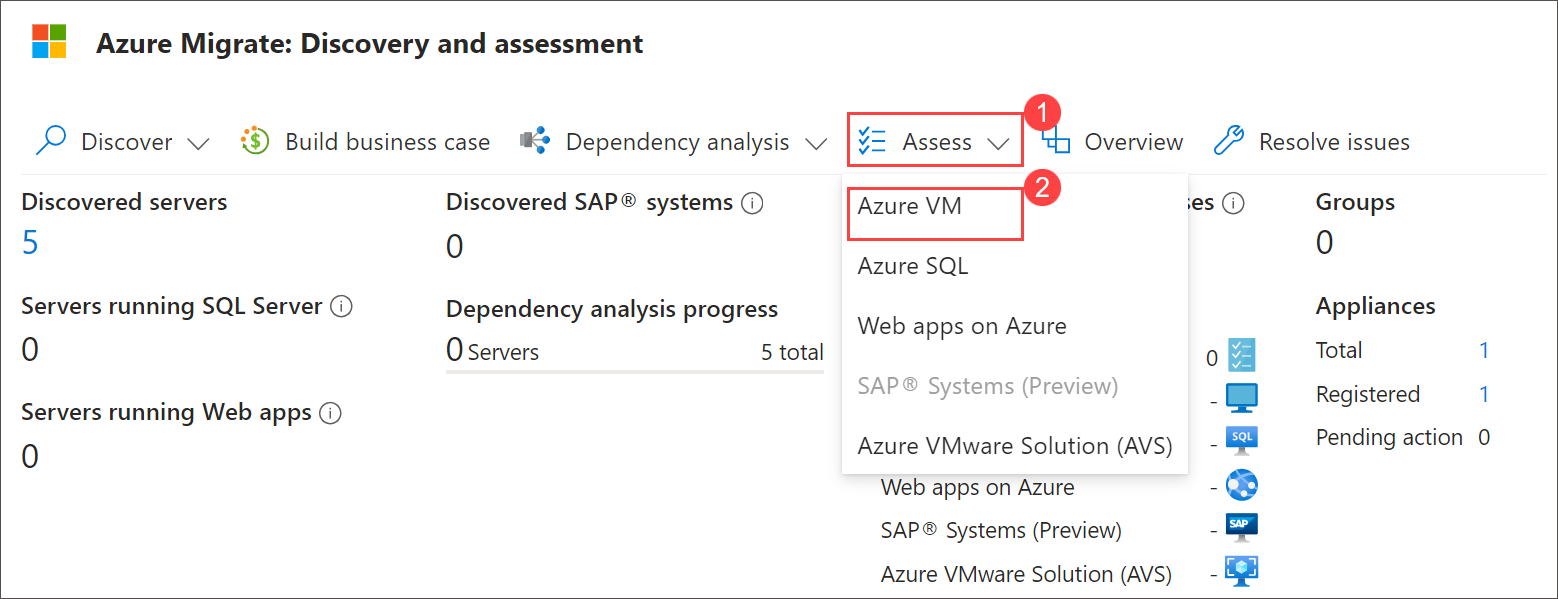 Azure Migrate: Discovery and assessment
Discover
Build business case
Dependency analysis
Assess
1
Overview
Resolve issues
Discovered servers
5
Servers running SQL Server
0
Servers running Web apps
0
Discovered SAP® systems
0
Dependency analysis progress
0 Servers
5 total
Azure VM
2
Azure SQL
Web apps on Azure
SAP® Systems (Preview)
Azure VMware Solution (AVS)
ses
0
-
- SQL
Web apps on Azure -
SAP® Systems (Preview) - SAP
Azure VMware Solution (AVS) -
Groups
0
Appliances
Total 1
Registered 1
Pending action 0